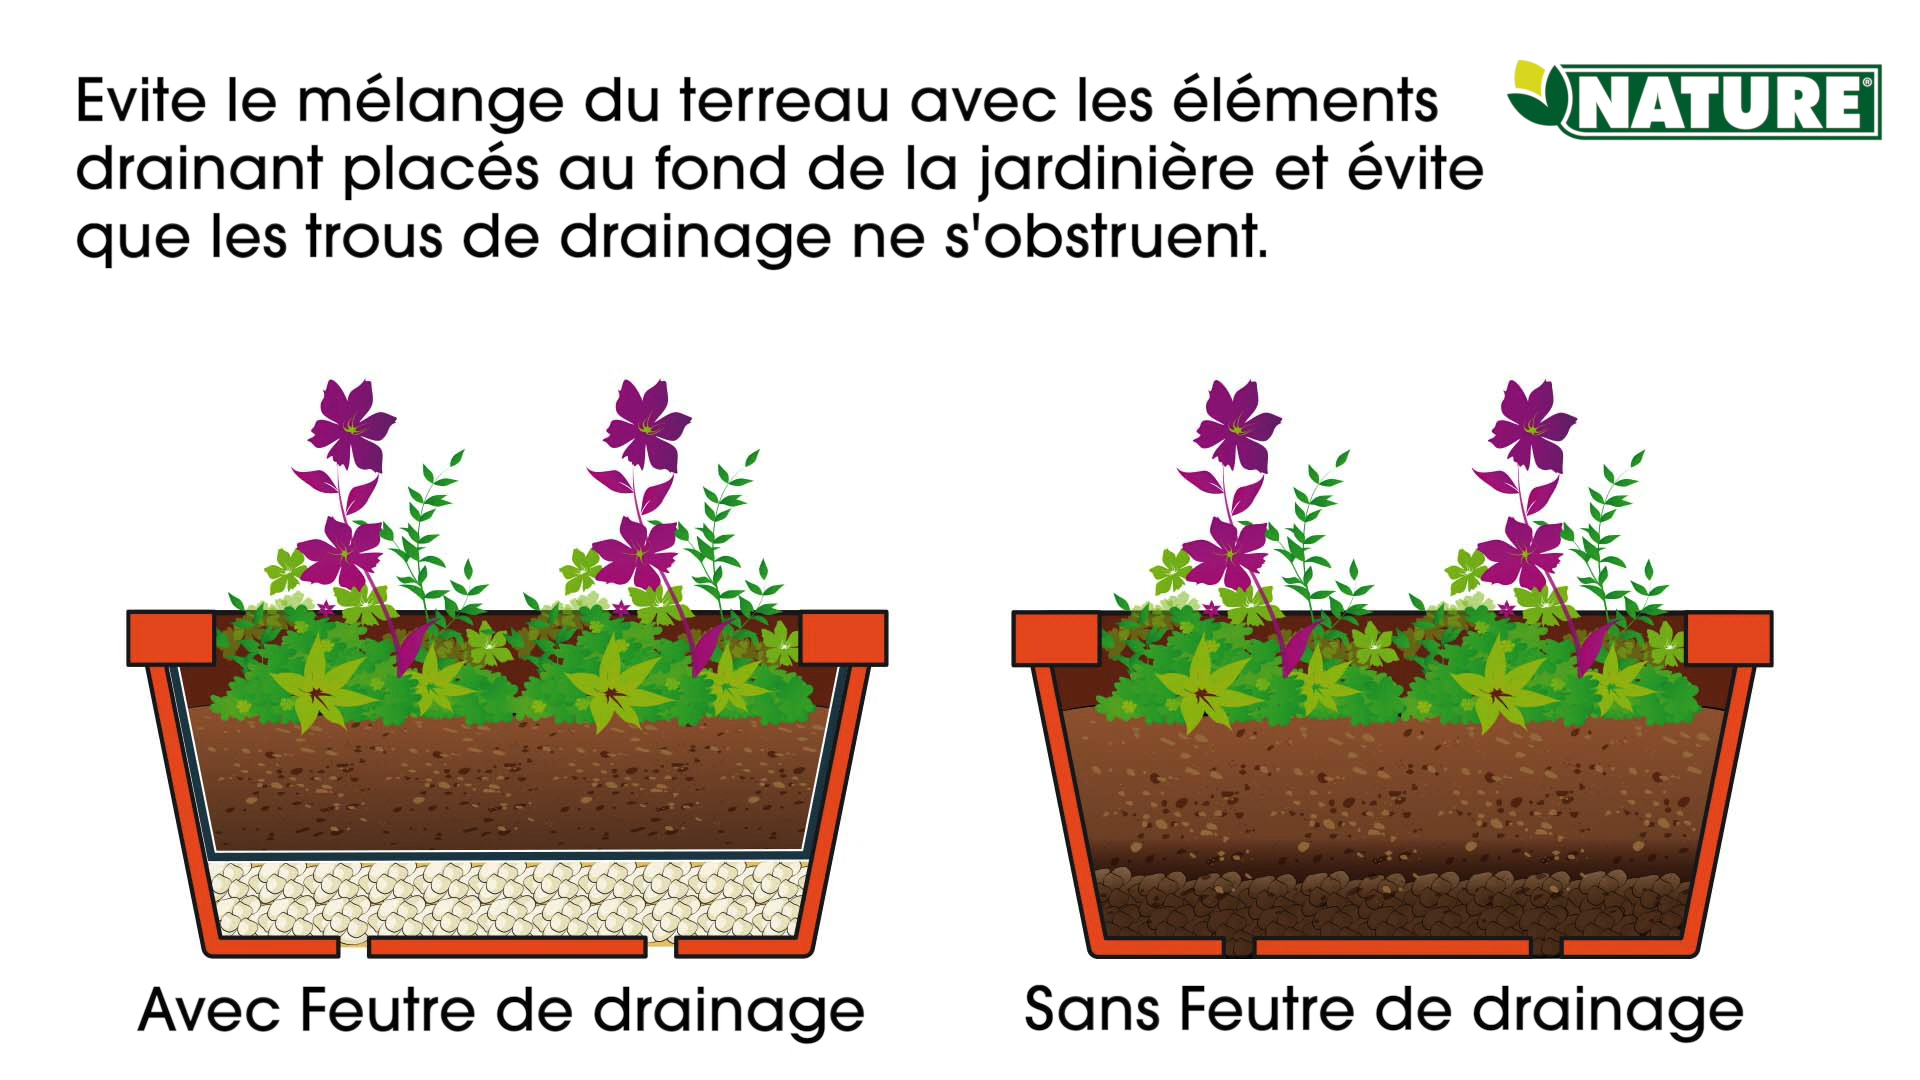 Evite le mélange du terreau avec les éléments
drainant placés au fond de la jardinière et évite
que les trous de drainage ne s'obstruent.
NATURE®
Avec Feutre de drainage
Sans Feutre de drainage